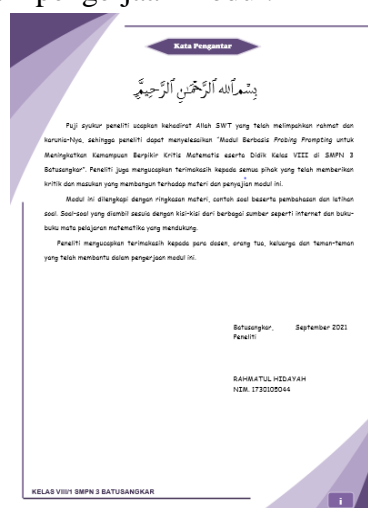 Kata Pengantar
بِسْمِ ٱللَّهِ ٱلرَّحْمَٰنِ ٱلرَّحِيمِ
Puji syukur peneliti ucapkan kehadirat Allah SWT yang telah melimpahkan rahmat dan
karunia-Nya, sehingga peneliti dapat menyelesaikan "Modul Berbasis Probing Prompting untuk
Meningkatkan Kemampuan Berpikir Kritis Matematis eserta Didik Kelas VIII di SMPN 3
Batusangkar". Peneliti juga mengucapkan terimakasih kepada semua pihak yang telah memberikan
kritik dan masukan yang membangun terhadap materi dan penyajian modul ini.
Modul ini dilengkapi dengan ringkasan materi, contoh soal beserta pembahasan dan latihan
soal. Soal-soal yang diambil sesuia dengan kisi-kisi dari berbagai sumber seperti internet dan buku-
buku mata pelajaran matematika yang mendukung.
Peneliti mengucapkan terimakasih kepada para dosen, orang tua, keluarga dan teman-teman
yang telah membantu dalam pengerjaan modul ini.
Batusangkar, September 2021
Peneliti
RAHMATUL HIDAYAH
NIM. 1730105044
KELAS VIII/1 SMPN 3 BATUSANGKAR
i